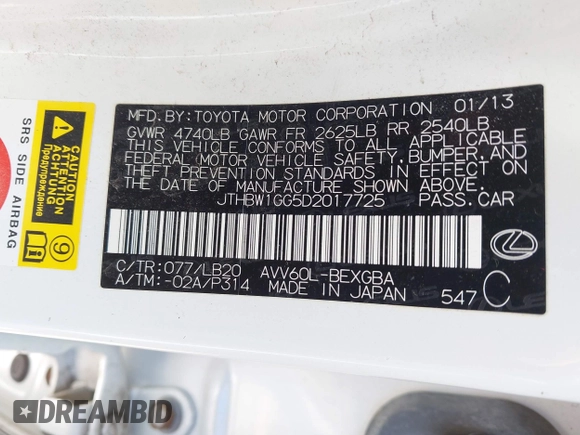 MFD.BY:TOYOTA MOTOR CORPORATION 01/13
GVWR 4740LB GAWR FR 2625LB RR 2540LB
THIS VEHICLE CONFORMS TO ALL APPLICABLE
FEDERAL MOTOR VEHICLE SAFETY, BUMPER, AND
THEFT PREVENTION STANDARDS IN EFFECT ON
THE DATE OF MANUFACTURE SHOWN ABOVE.
JTHBW1GG5D2017725 PASS.CAR
C/TR:077/LB20 AVV60L-BEXGBA
A/TM:-02A/P314 MADE IN JAPAN 547 C
SRS SIDE AIRBAG
CAUTION
ATTENTION
ACHTUNG
предупреждение
9
DREAMBID